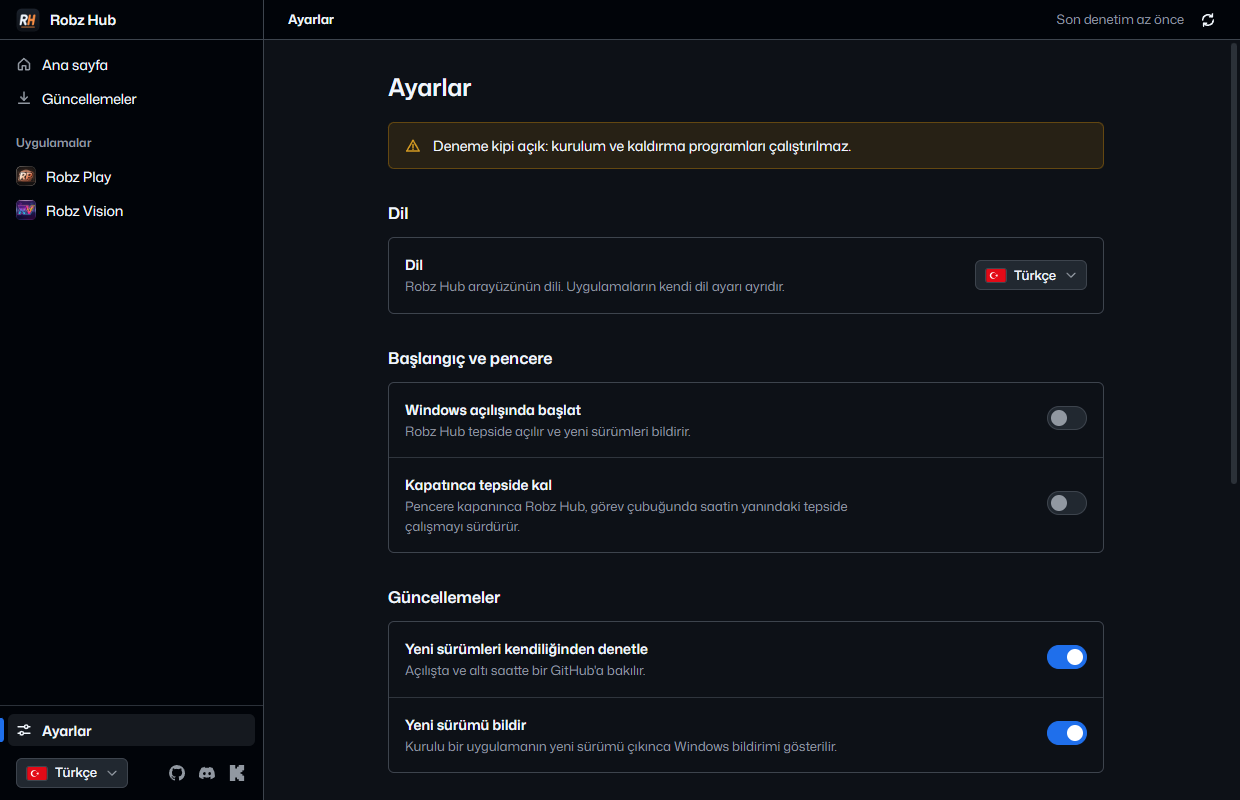 RH Robz Hub
Ayarlar
Son denetim az önce
Ana sayfa
Güncellemeler
Uygulamalar
RP Robz Play
RV Robz Vision
Ayarlar
Türkçe
Ayarlar
Deneme kipi açık: kurulum ve kaldırma programları çalıştırılmaz.
Dil
Dil
Robz Hub arayüzünün dili. Uygulamaların kendi dil ayarı ayrıdır.
Türkçe
Başlangıç ve pencere
Windows açılışında başlat
Robz Hub tepside açılır ve yeni sürümleri bildirir.
Kapatınca tepside kal
Pencere kapanınca Robz Hub, görev çubuğunda saatin yanındaki tepside
çalışmayı sürdürür.
Güncellemeler
Yeni sürümleri kendiliğinden denetle
Açılışta ve altı saatte bir GitHub'a bakılır.
Yeni sürümü bildir
Kurulu bir uygulamanın yeni sürümü çıkınca Windows bildirimi gösterilir.